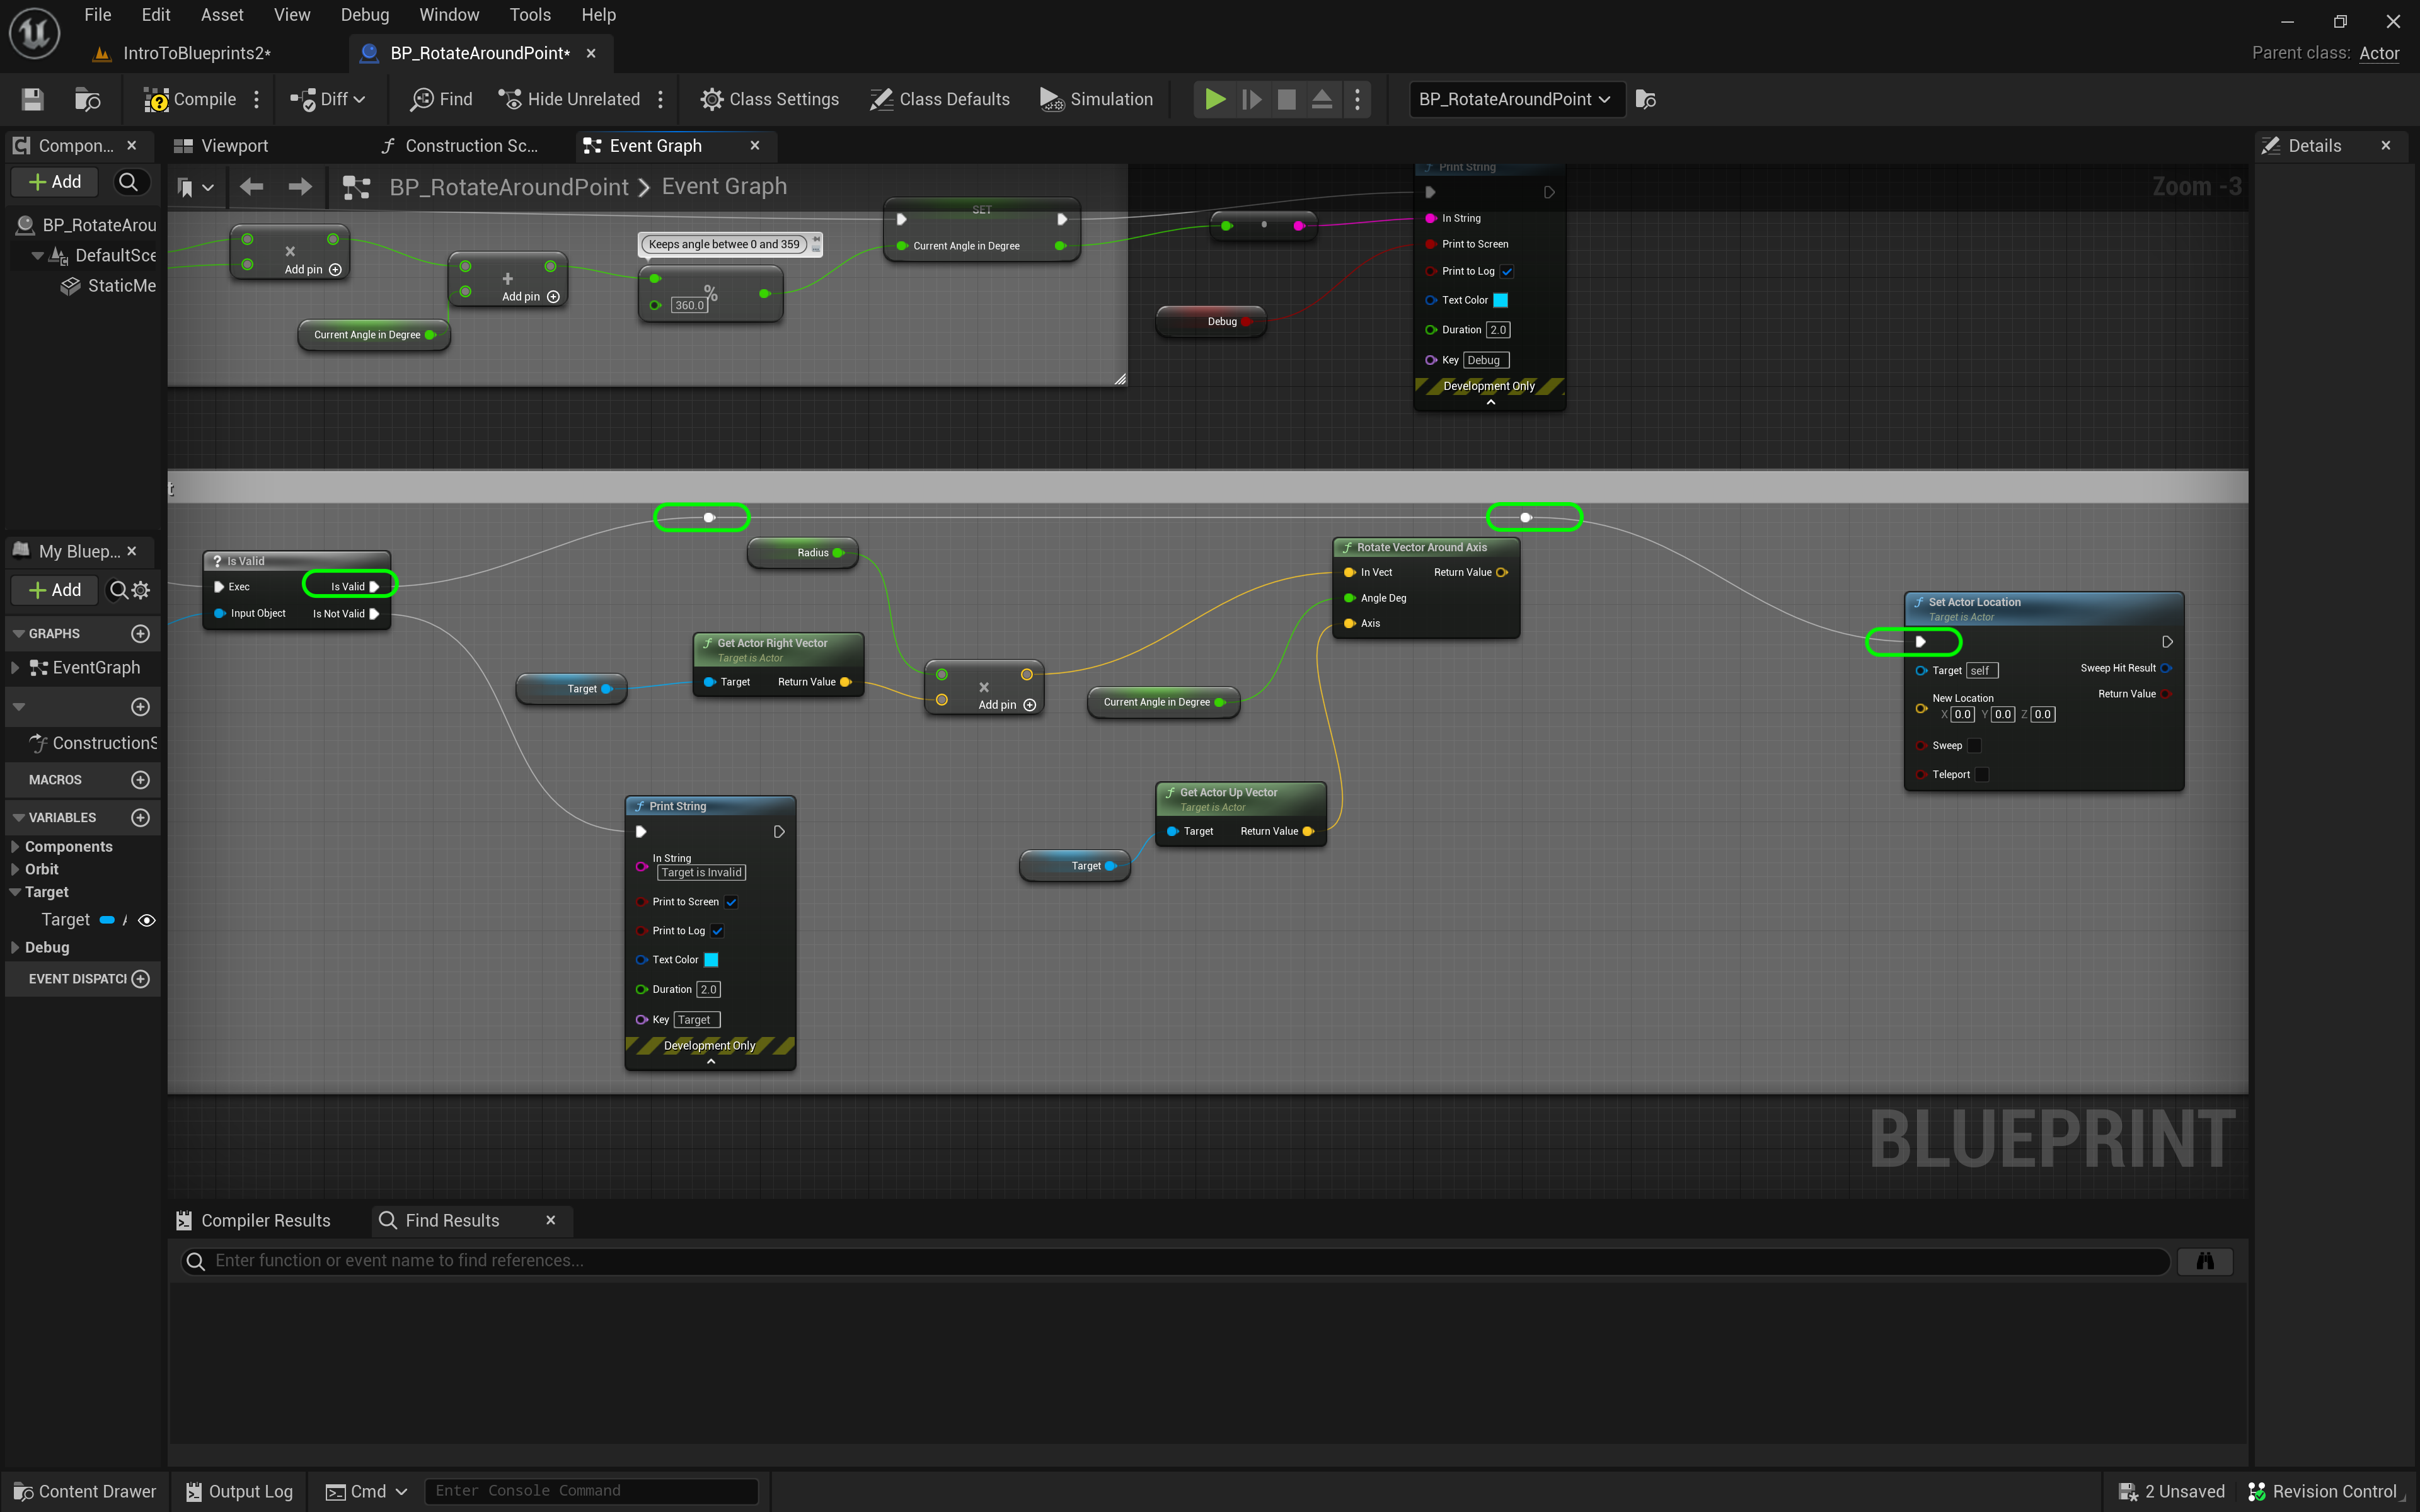 File Edit Asset View Debug Window Tools Help
IntroToBlueprints2*
BP_RotateAroundPoint*
Parent class: Actor
Compile
Diff
Find
Hide Unrelated
Class Settings
Class Defaults
Simulation
BP_RotateAroundPoint
Compon...
Viewport
Construction Sc...
Event Graph
Details
Add
BP_RotateAroundPoint
Event Graph
Zoom -3
BP_RotateArou
DefaultSce
StaticMe
Add pin
Add pin
Current Angle in Degree
Keeps angle betwee 0 and 359
%
360.0
SET
Current Angle in Degree
Debug
Print String
In String
Print to Screen
Print to Log
Text Color
Duration 2.0
Key Debug
Development Only
t
My Bluep...
Add
GRAPHS
EventGraph
ConstructionS
MACROS
VARIABLES
Components
Orbit
Target
Target
Debug
EVENT DISPATCI
? Is Valid
Exec Is Valid
Input Object Is Not Valid
Radius
Target
Get Actor Right Vector
Target is Actor
Target Return Value
Add pin
Current Angle in Degree
Rotate Vector Around Axis
In Vect Return Value
Angle Deg
Axis
Get Actor Up Vector
Target is Actor
Target Return Value
Target
Print String
In String
Target is Invalid
Print to Screen
Print to Log
Text Color
Duration 2.0
Key Target
Development Only
Set Actor Location
Target is Actor
Target self
Sweep Hit Result
New Location
Return Value
X 0.0 Y 0.0 Z 0.0
Sweep
Teleport
BLUEPRINT
Compiler Results
Find Results
Enter function or event name to find references...
Content Drawer
Output Log
Cmd
Enter Console Command
2 Unsaved
Revision Control